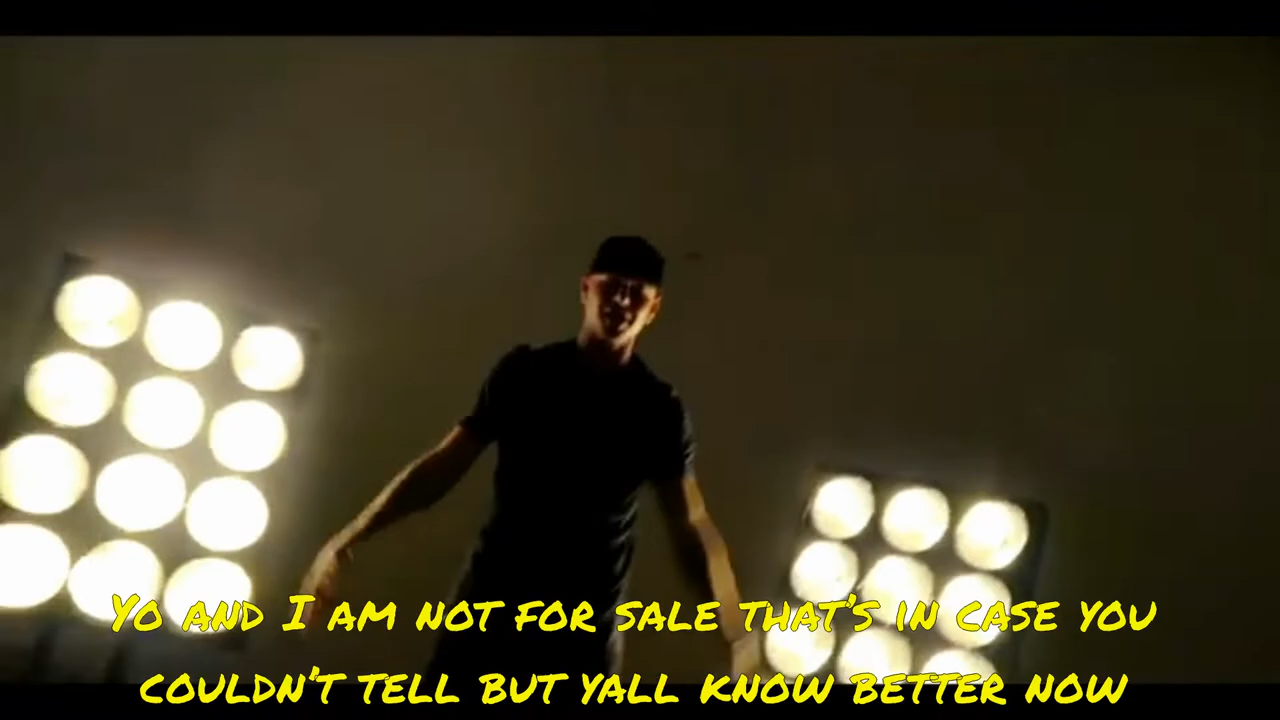 Yo and I am not for sale that's in case you
couldn't tell but yall know better now